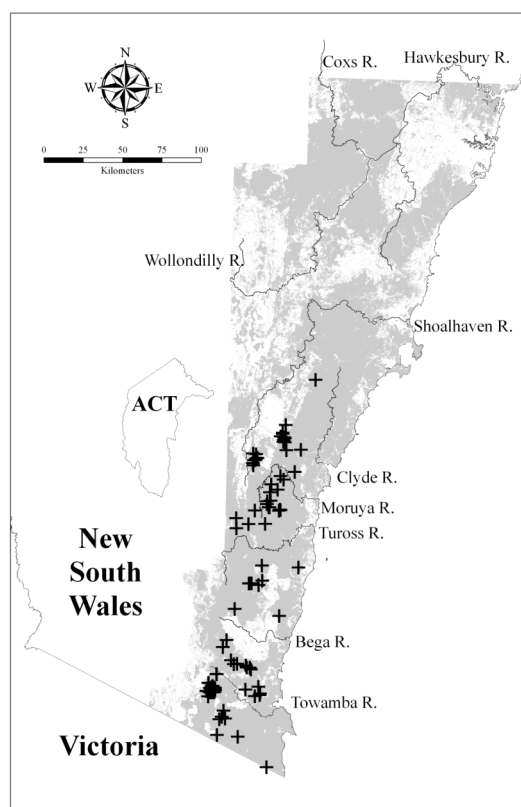 Coxs R.
Hawkesbury R.
N
W
E
S
0 25 50 75 100
Kilometers
Wollondilly R.
Shoalhaven R.
ACT
Clyde R.
Moruya R.
Tuross R.
New
South
Wales
Bega R.
Towamba R.
Victoria